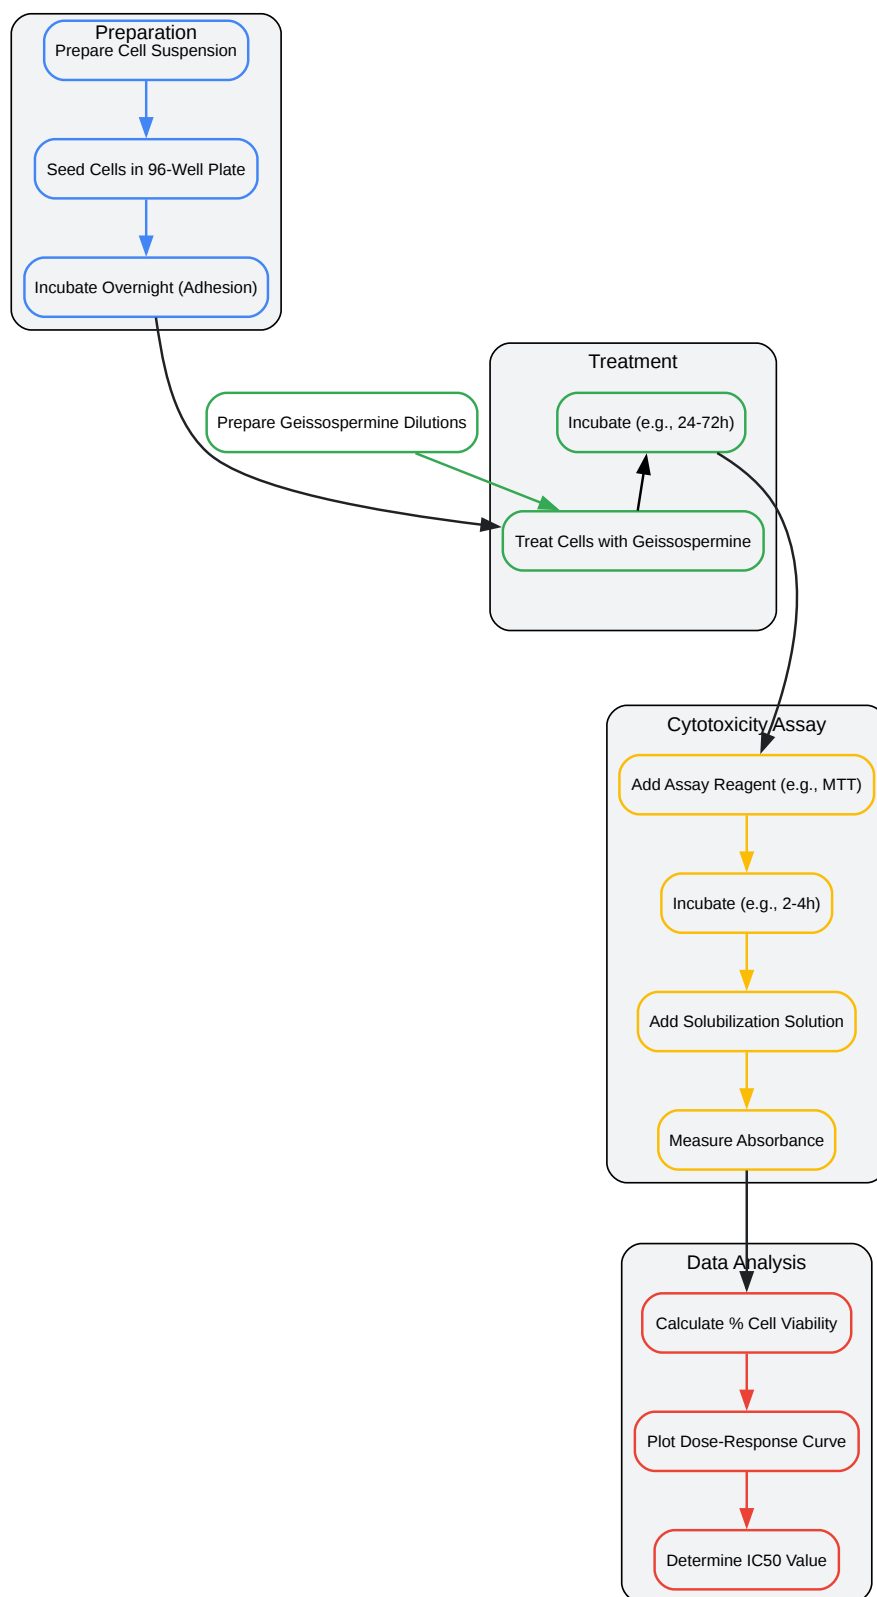 Preparation
Prepare Cell Suspension
Seed Cells in 96-Well Plate
Incubate Overnight (Adhesion)
Treatment
Prepare Geissospermine Dilutions
Incubate (e.g., 24-72h)
Treat Cells with Geissospermine
Cytotoxicity Assay
Add Assay Reagent (e.g., MTT)
Incubate (e.g., 2-4h)
Add Solubilization Solution
Measure Absorbance
Data Analysis
Calculate % Cell Viability
Plot Dose-Response Curve
Determine IC50 Value